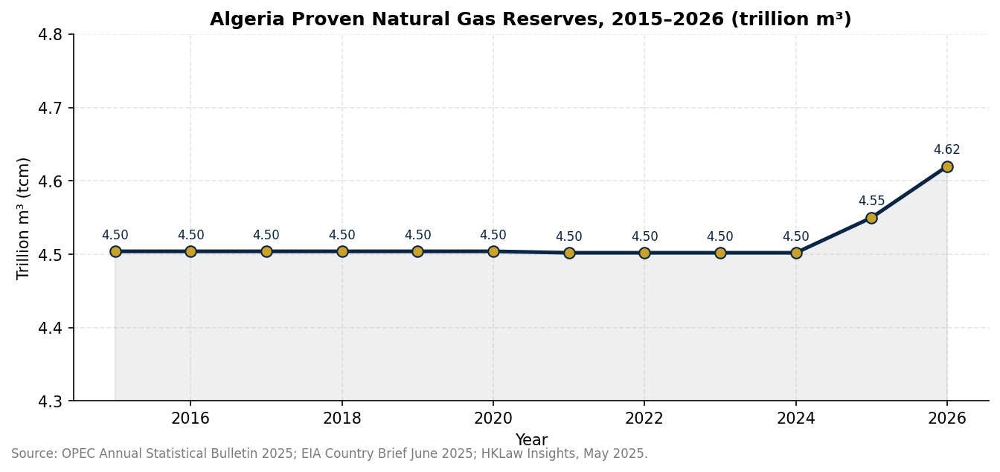 Algeria Proven Natural Gas Reserves, 2015–2026 (trillion m³)
Trillion m³ (tcm)
4.8
4.7
4.6
4.5
4.4
4.3
4.50 4.50 4.50 4.50 4.50 4.50 4.50 4.50 4.50 4.50 4.55 4.62
2016 2018 2020 2022 2024 2026
Year
Source: OPEC Annual Statistical Bulletin 2025; EIA Country Brief June 2025; HKLaw Insights, May 2025.